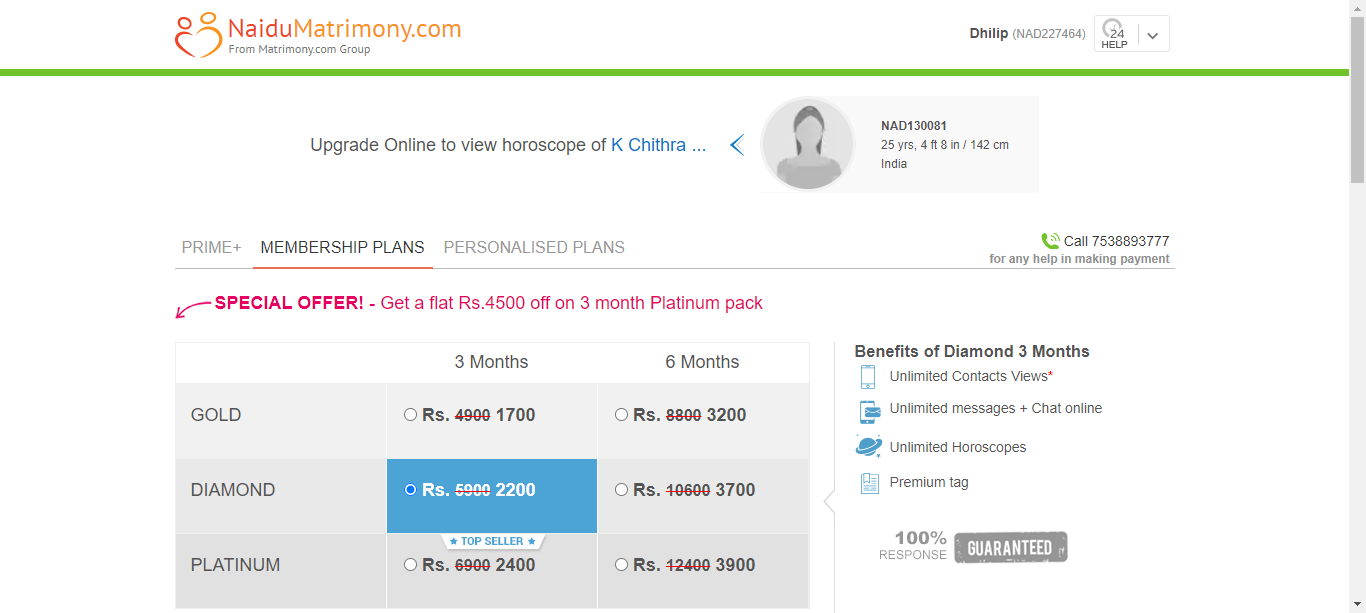 NaiduMatrimony.com
From Matrimony.com Group
Dhilip (NAD227464)
24
HELP
Upgrade Online to view horoscope of K Chithra ...
NAD130081
25 yrs, 4 ft 8 in / 142 cm
India
PRIME+ MEMBERSHIP PLANS PERSONALISED PLANS
Call 7538893777
for any help in making payment
SPECIAL OFFER! - Get a flat Rs.4500 off on 3 month Platinum pack
3 Months 6 Months
GOLD Rs. 4900 1700 Rs. 8800 3200
DIAMOND Rs. 5900 2200 Rs. 10600 3700
TOP SELLER
PLATINUM Rs. 6900 2400 Rs. 12400 3900
Benefits of Diamond 3 Months
Unlimited Contacts Views*
Unlimited messages + Chat online
Unlimited Horoscopes
Premium tag
100%
RESPONSE
GUARANTEED